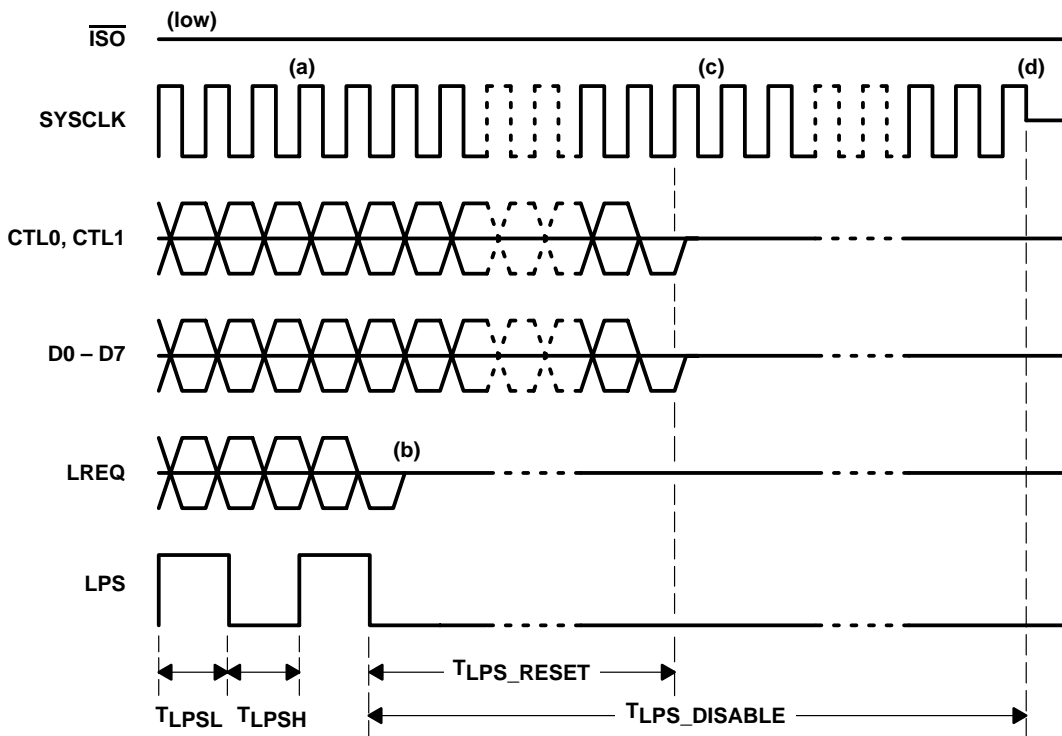 (low)
ISO
(a) (c) (d)
SYSCLK
CTL0, CTL1
D0 – D7
(b)
LREQ
LPS
TLPS_RESET
TLPSL TLPSH TLPS_DISABLE